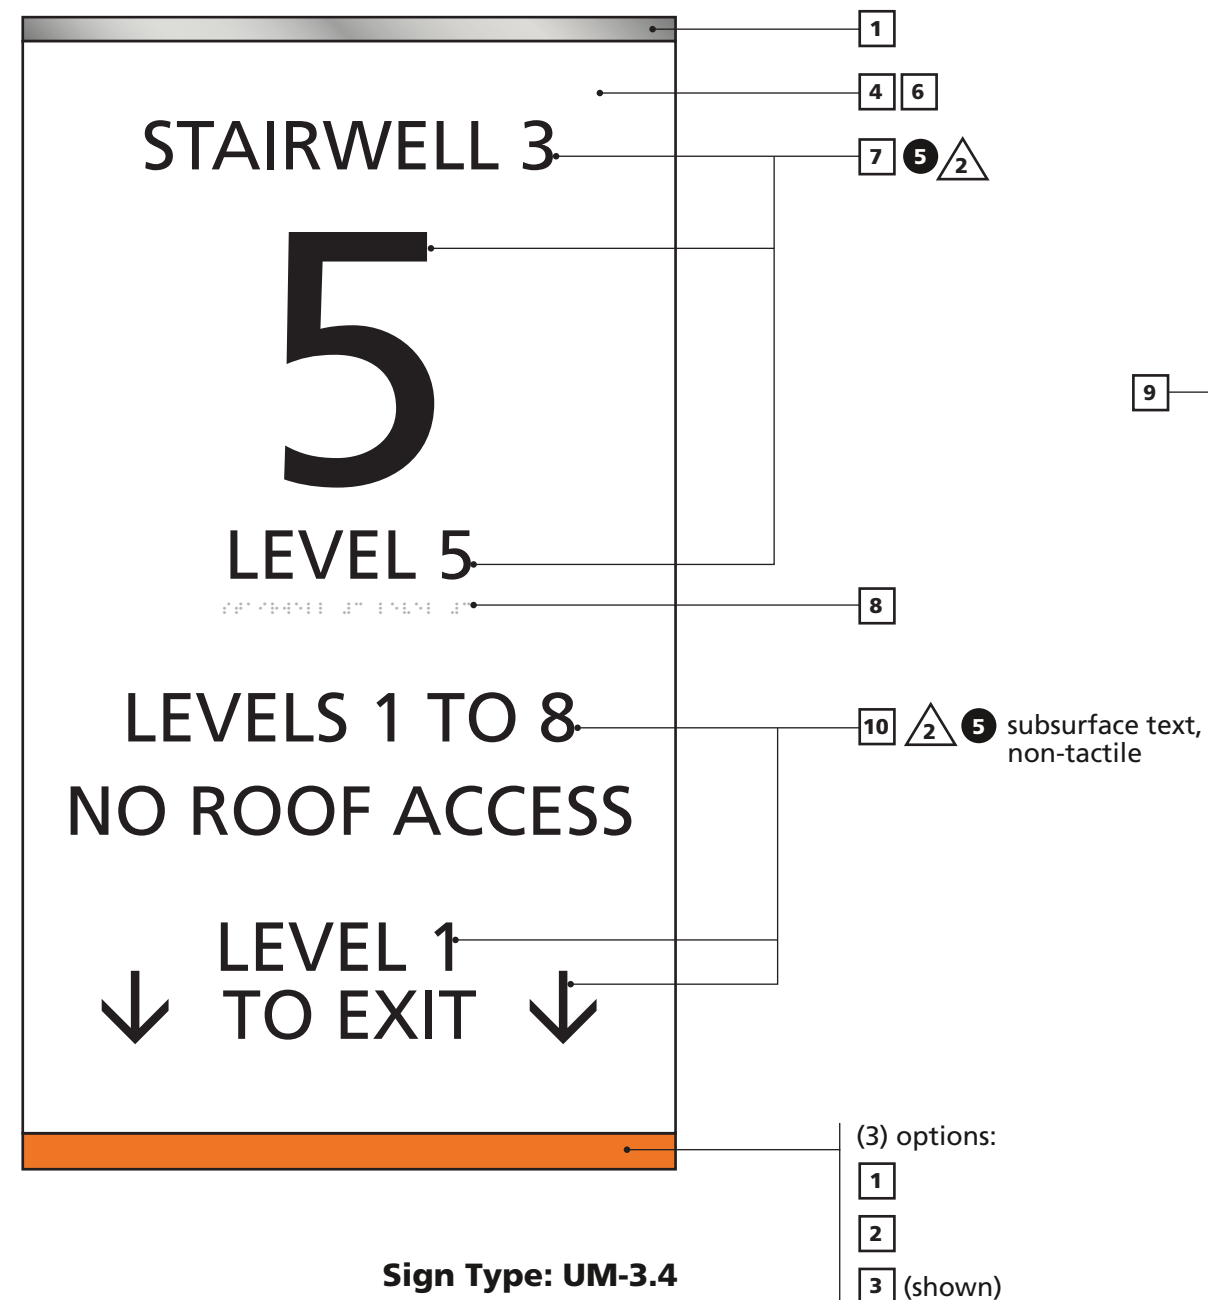 1
4 6
STAIRWELL 3
7 5 2
5
9
LEVEL 5
8
LEVELS 1 TO 8
10 2 5 subsurface text,
non-tactile
NO ROOF ACCESS
LEVEL 1
↓ TO EXIT ↓
(3) options:
1
2
3 (shown)
Sign Type: UM-3.4